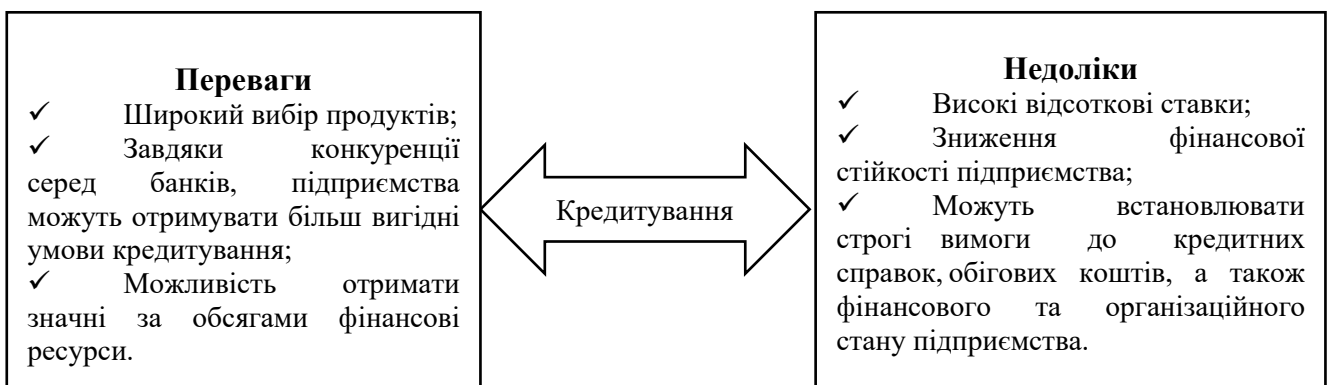 Переваги
✓ Широкий вибір продуктів;
✓ Завдяки конкуренції
серед банків, підприємства
можуть отримувати більш вигідні
умови кредитування;
✓ Можливість отримати
значні за обсягами фінансові
ресурси.
Кредитування
Недоліки
✓ Високі відсоткові ставки;
✓ Зниження фінансової
стійкості підприємства;
✓ Можуть встановлювати
строгі вимоги до кредитних
справок, обігових коштів, а також
фінансового та організаційного
стану підприємства.